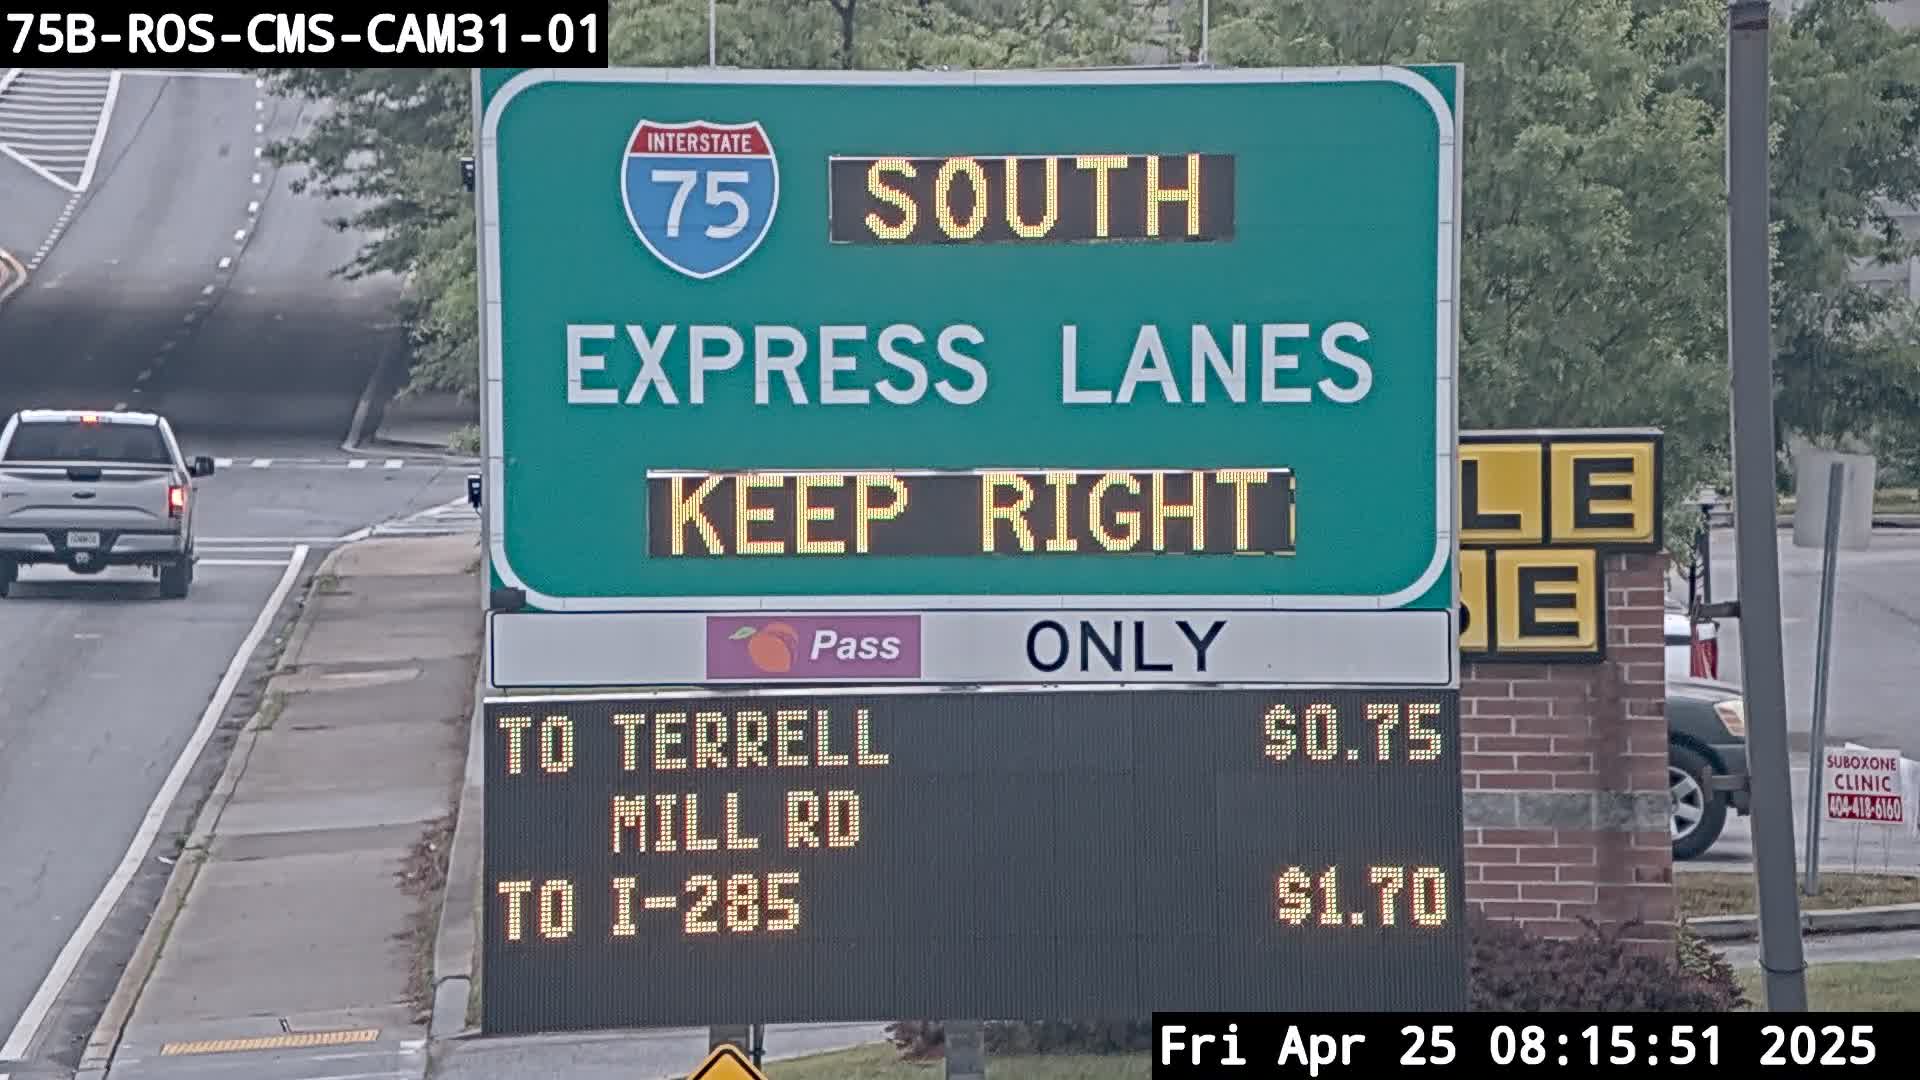 75B-ROS-CMS-CAM31-01
INTERSTATE
75
SOUTH
EXPRESS LANES
KEEP RIGHT
Pass ONLY
TO TERRELL $0.75
MILL RD
TO I-285 $1.70
LE
E
SUBOXONE
CLINIC
404-418-6160
Fri Apr 25 08:15:51 2025